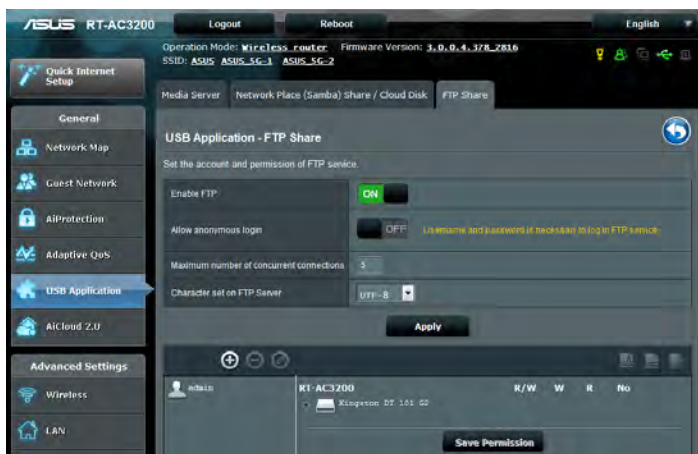 ASUS RT-AC3200
Logout
Reboot
English
Operation Mode: Wireless router Firmware Version: 3.0.0.4.378_2816
SSID: ASUS ASUS_5G-1 ASUS_5G-2
Quick Internet
Setup
General
Network Map
Guest Network
AiProtection
Adaptive QoS
USB Application
AiCloud 2.0
Advanced Settings
Wireless
LAN
Media Server
Network Place (Samba) Share / Cloud Disk
FTP Share
USB Application - FTP Share
Set the account and permission of FTP service.
Enable FTP
ON
Allow anonymous login
OFF
Username and password is necessary to log in FTP service.
Maximum number of concurrent connections
5
Character set on FTP Server
UTF-8
Apply
admin
RT-AC3200
R/W W R No
Kingston DT 101 G2
Save Permission